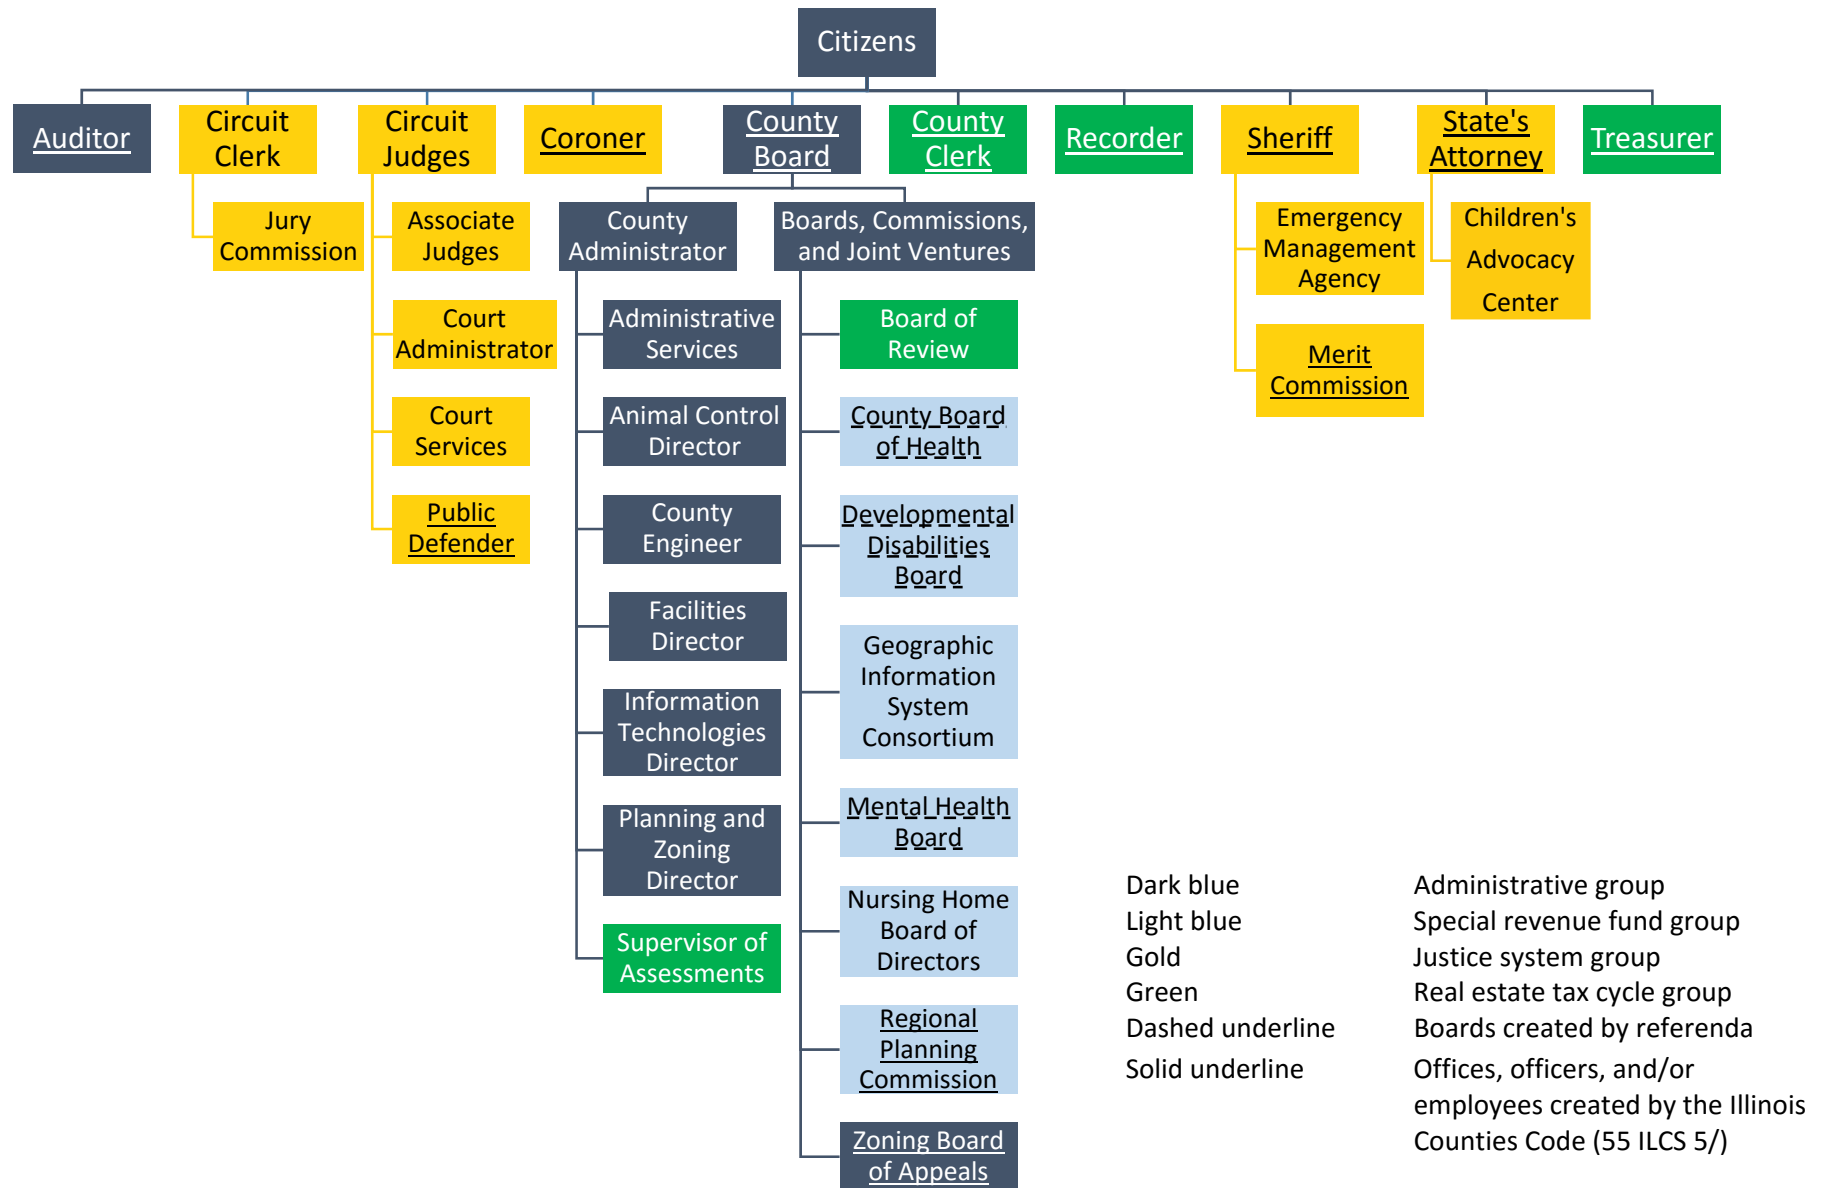 Citizens
Auditor
Circuit
Clerk
Circuit
Judges
Coroner
County
Board
County
Clerk
Recorder
Sheriff
State's
Attorney
Treasurer
Jury
Commission
Associate
Judges
Court
Administrator
Court
Services
Public
Defender
County
Administrator
Administrative
Services
Animal Control
Director
County
Engineer
Facilities
Director
Information
Technologies
Director
Planning and
Zoning
Director
Supervisor of
Assessments
Boards, Commissions,
and Joint Ventures
Board of
Review
County Board
of Health
Developmental
Disabilities
Board
Geographic
Information
System
Consortium
Mental Health
Board
Nursing Home
Board of
Directors
Regional
Planning
Commission
Zoning Board
of Appeals
Emergency
Management
Agency
Merit
Commission
Children's
Advocacy
Center
Dark blue Administrative group
Light blue Special revenue fund group
Gold Justice system group
Green Real estate tax cycle group
Dashed underline Boards created by referenda
Solid underline Offices, officers, and/or
employees created by the Illinois
Counties Code (55 ILCS 5/)